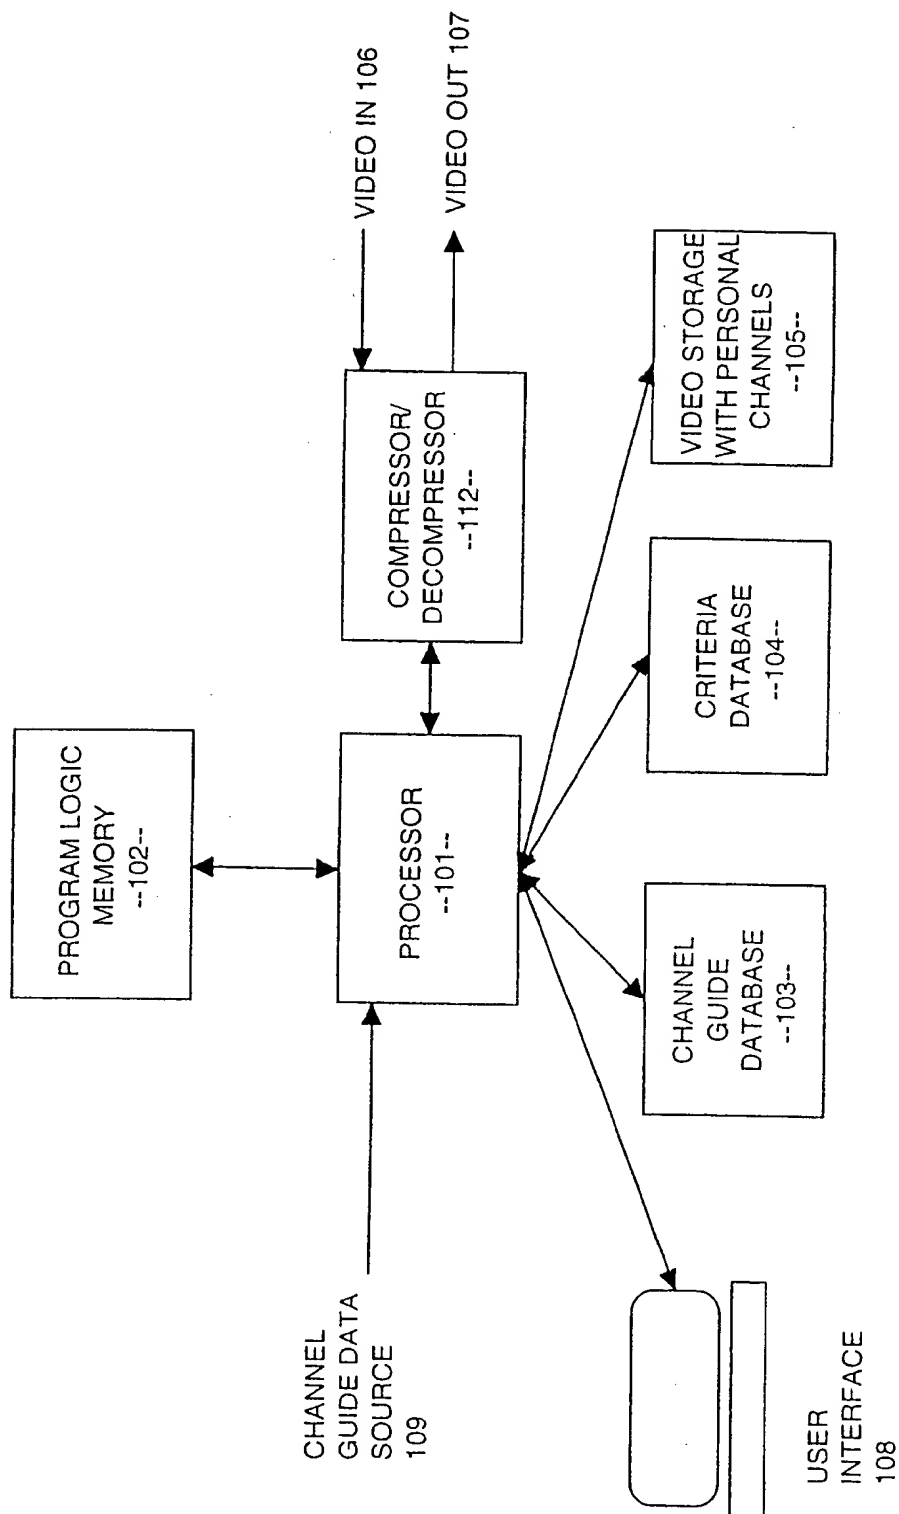 PROGRAM LOGIC
MEMORY
--102--
CHANNEL
GUIDE DATA
SOURCE
109
PROCESSOR
--101--
COMPRESSOR/
DECOMPRESSOR
--112--
VIDEO IN 106
VIDEO OUT 107
USER
INTERFACE
108
CHANNEL
GUIDE
DATABASE
--103--
CRITERIA
DATABASE
--104--
VIDEO STORAGE
WITH PERSONAL
CHANNELS
--105--